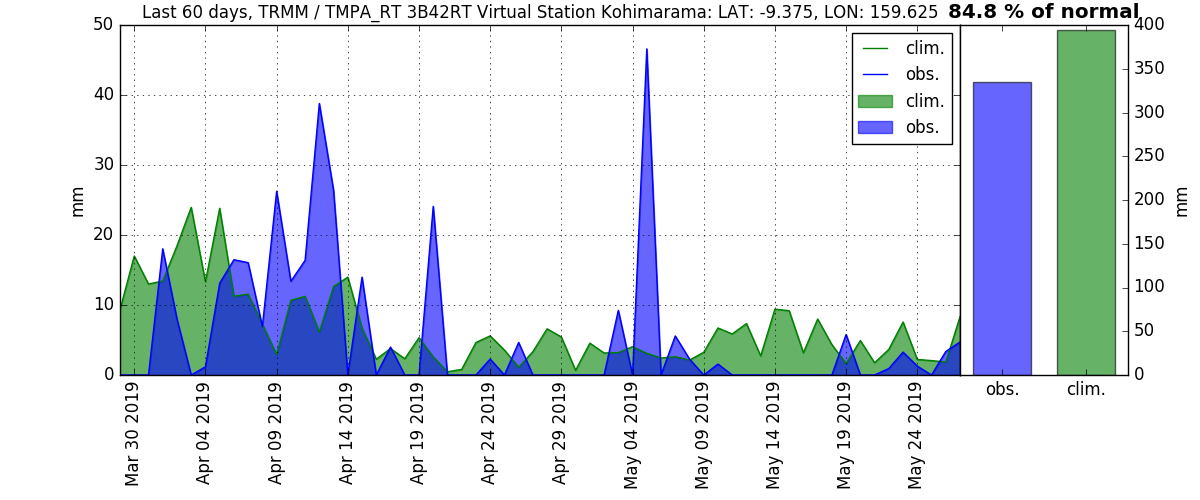 Last 60 days, TRMM / TMPA_RT 3B42RT Virtual Station Kohimarama: LAT: -9.375, LON: 159.625 84.8 % of normal
50
40
30
20
10
0
mm
clim.
obs.
clim.
obs.
400
350
300
250
200
150
100
50
0
mm
Mar 30 2019
Apr 04 2019
Apr 09 2019
Apr 14 2019
Apr 19 2019
Apr 24 2019
Apr 29 2019
May 04 2019
May 09 2019
May 14 2019
May 19 2019
May 24 2019
obs.
clim.